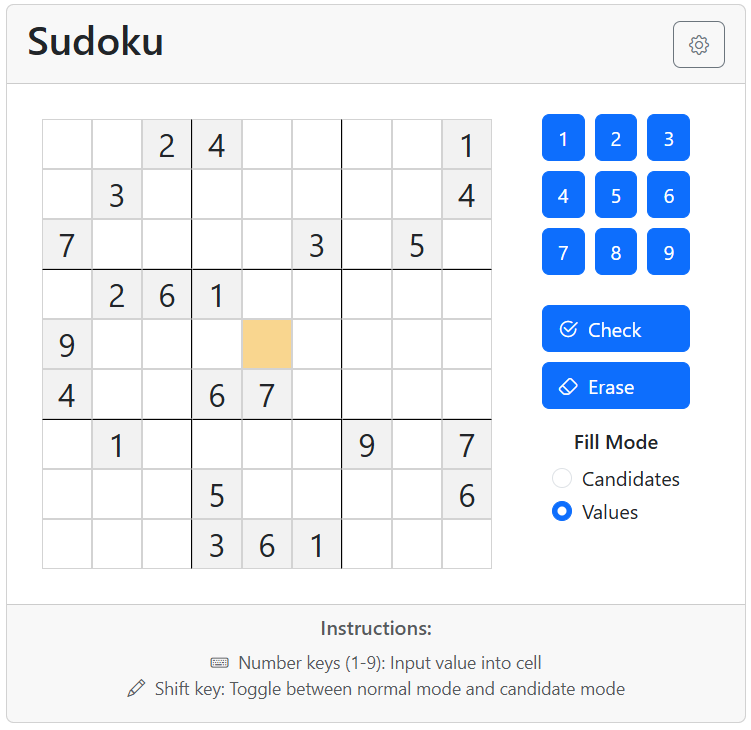 Sudoku
2 4 1
1 2 3
3 4
4 5 6
7 3 5
7 8 9
2 6 1
9
Check
4 6 7
Erase
1 9 7
Fill Mode
Candidates
5 6
Values
3 6 1
Instructions:
Number keys (1-9): Input value into cell
Shift key: Toggle between normal mode and candidate mode